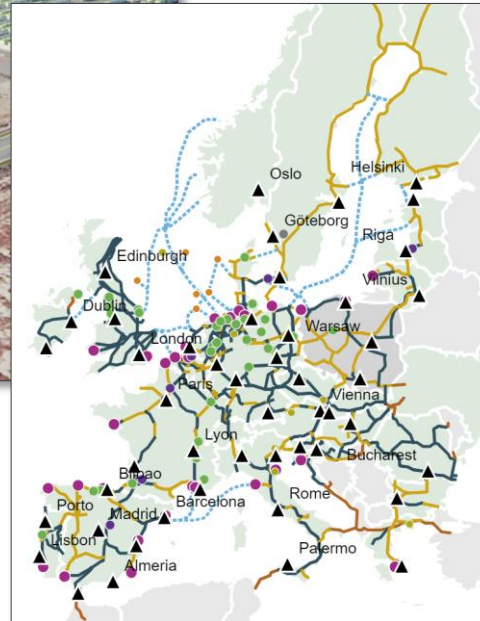 Oslo
Helsinki
Göteborg
Riga
Edinburgh
Vilnius
Dublin
London
Warsaw
Paris
Vienna
Lyon
Bucharest
Bilbao
Rome
Porto
Barcelona
Madrid
Lisbon
Palermo
Almeria